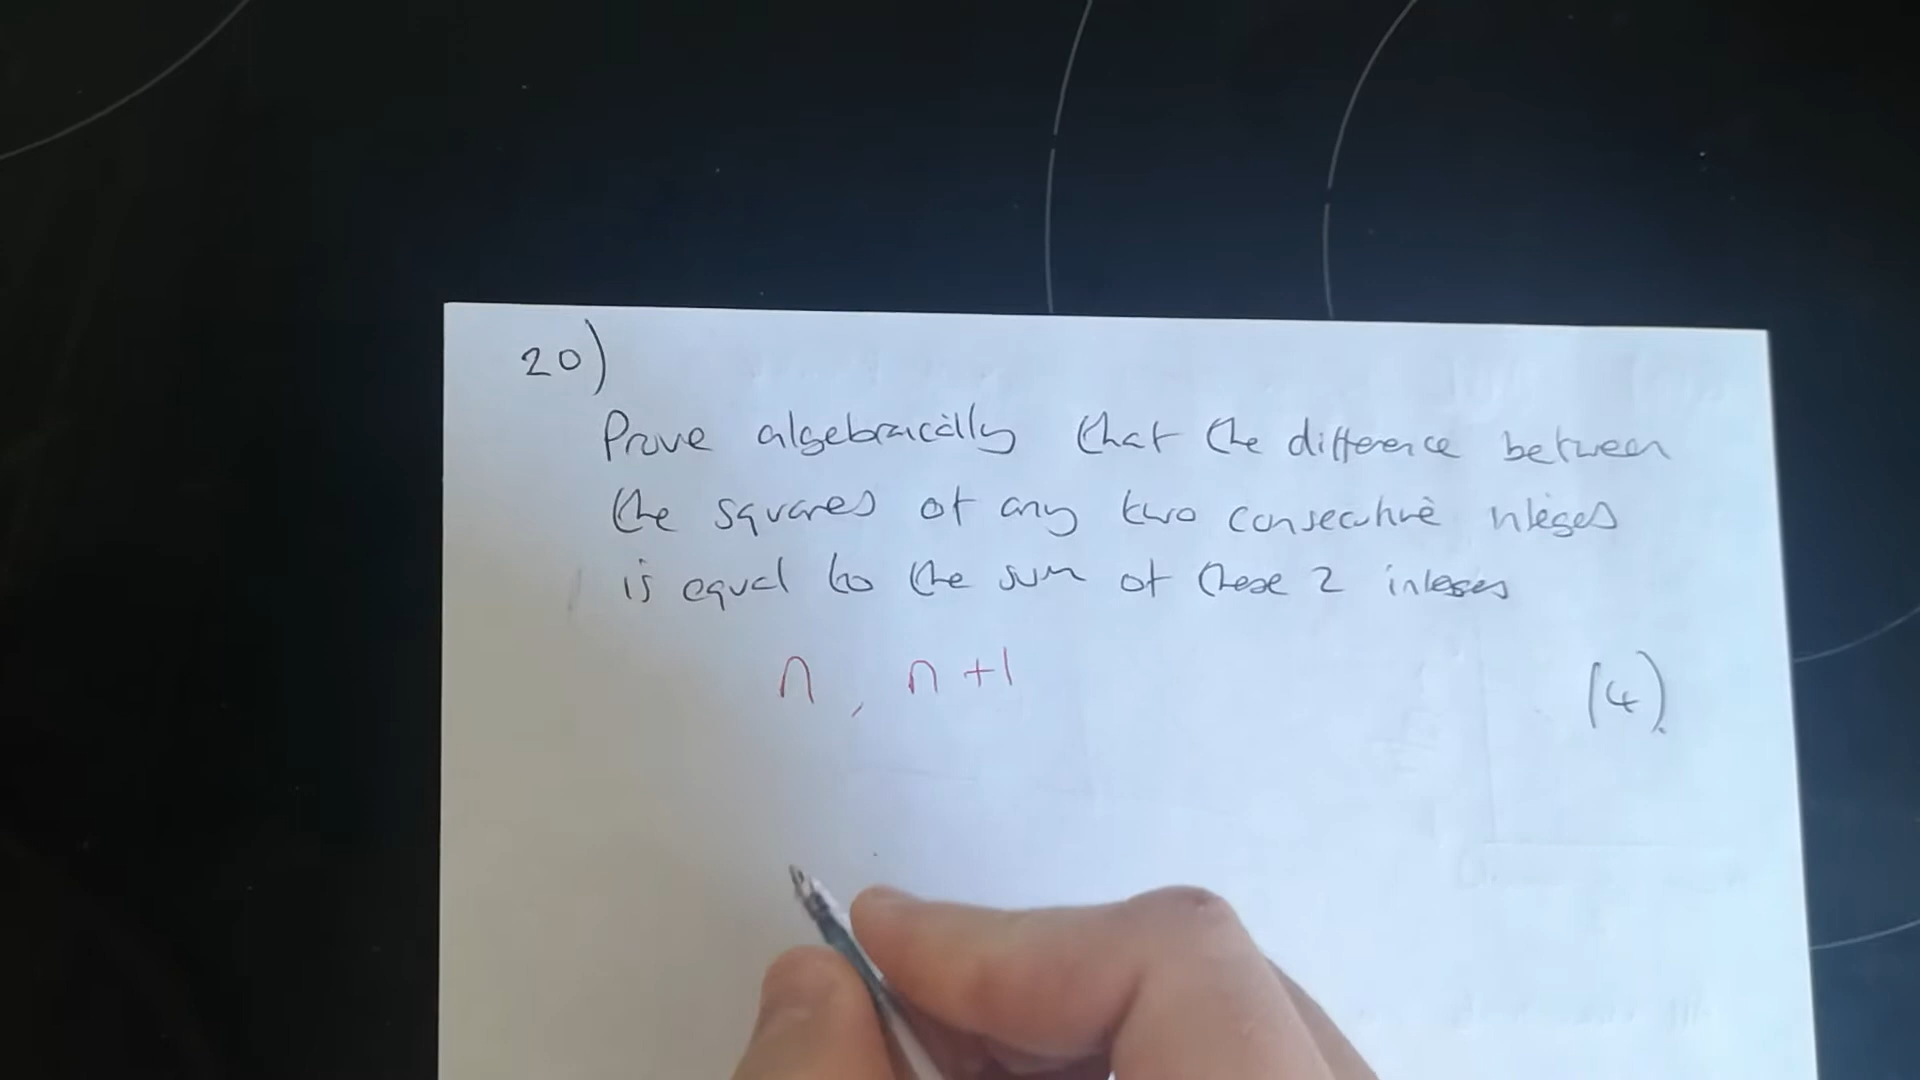 20)
Prove algebraically that the difference between
the squares of any two consecutive integers
is equal to the sum of these 2 integers
n, n+1
(4)